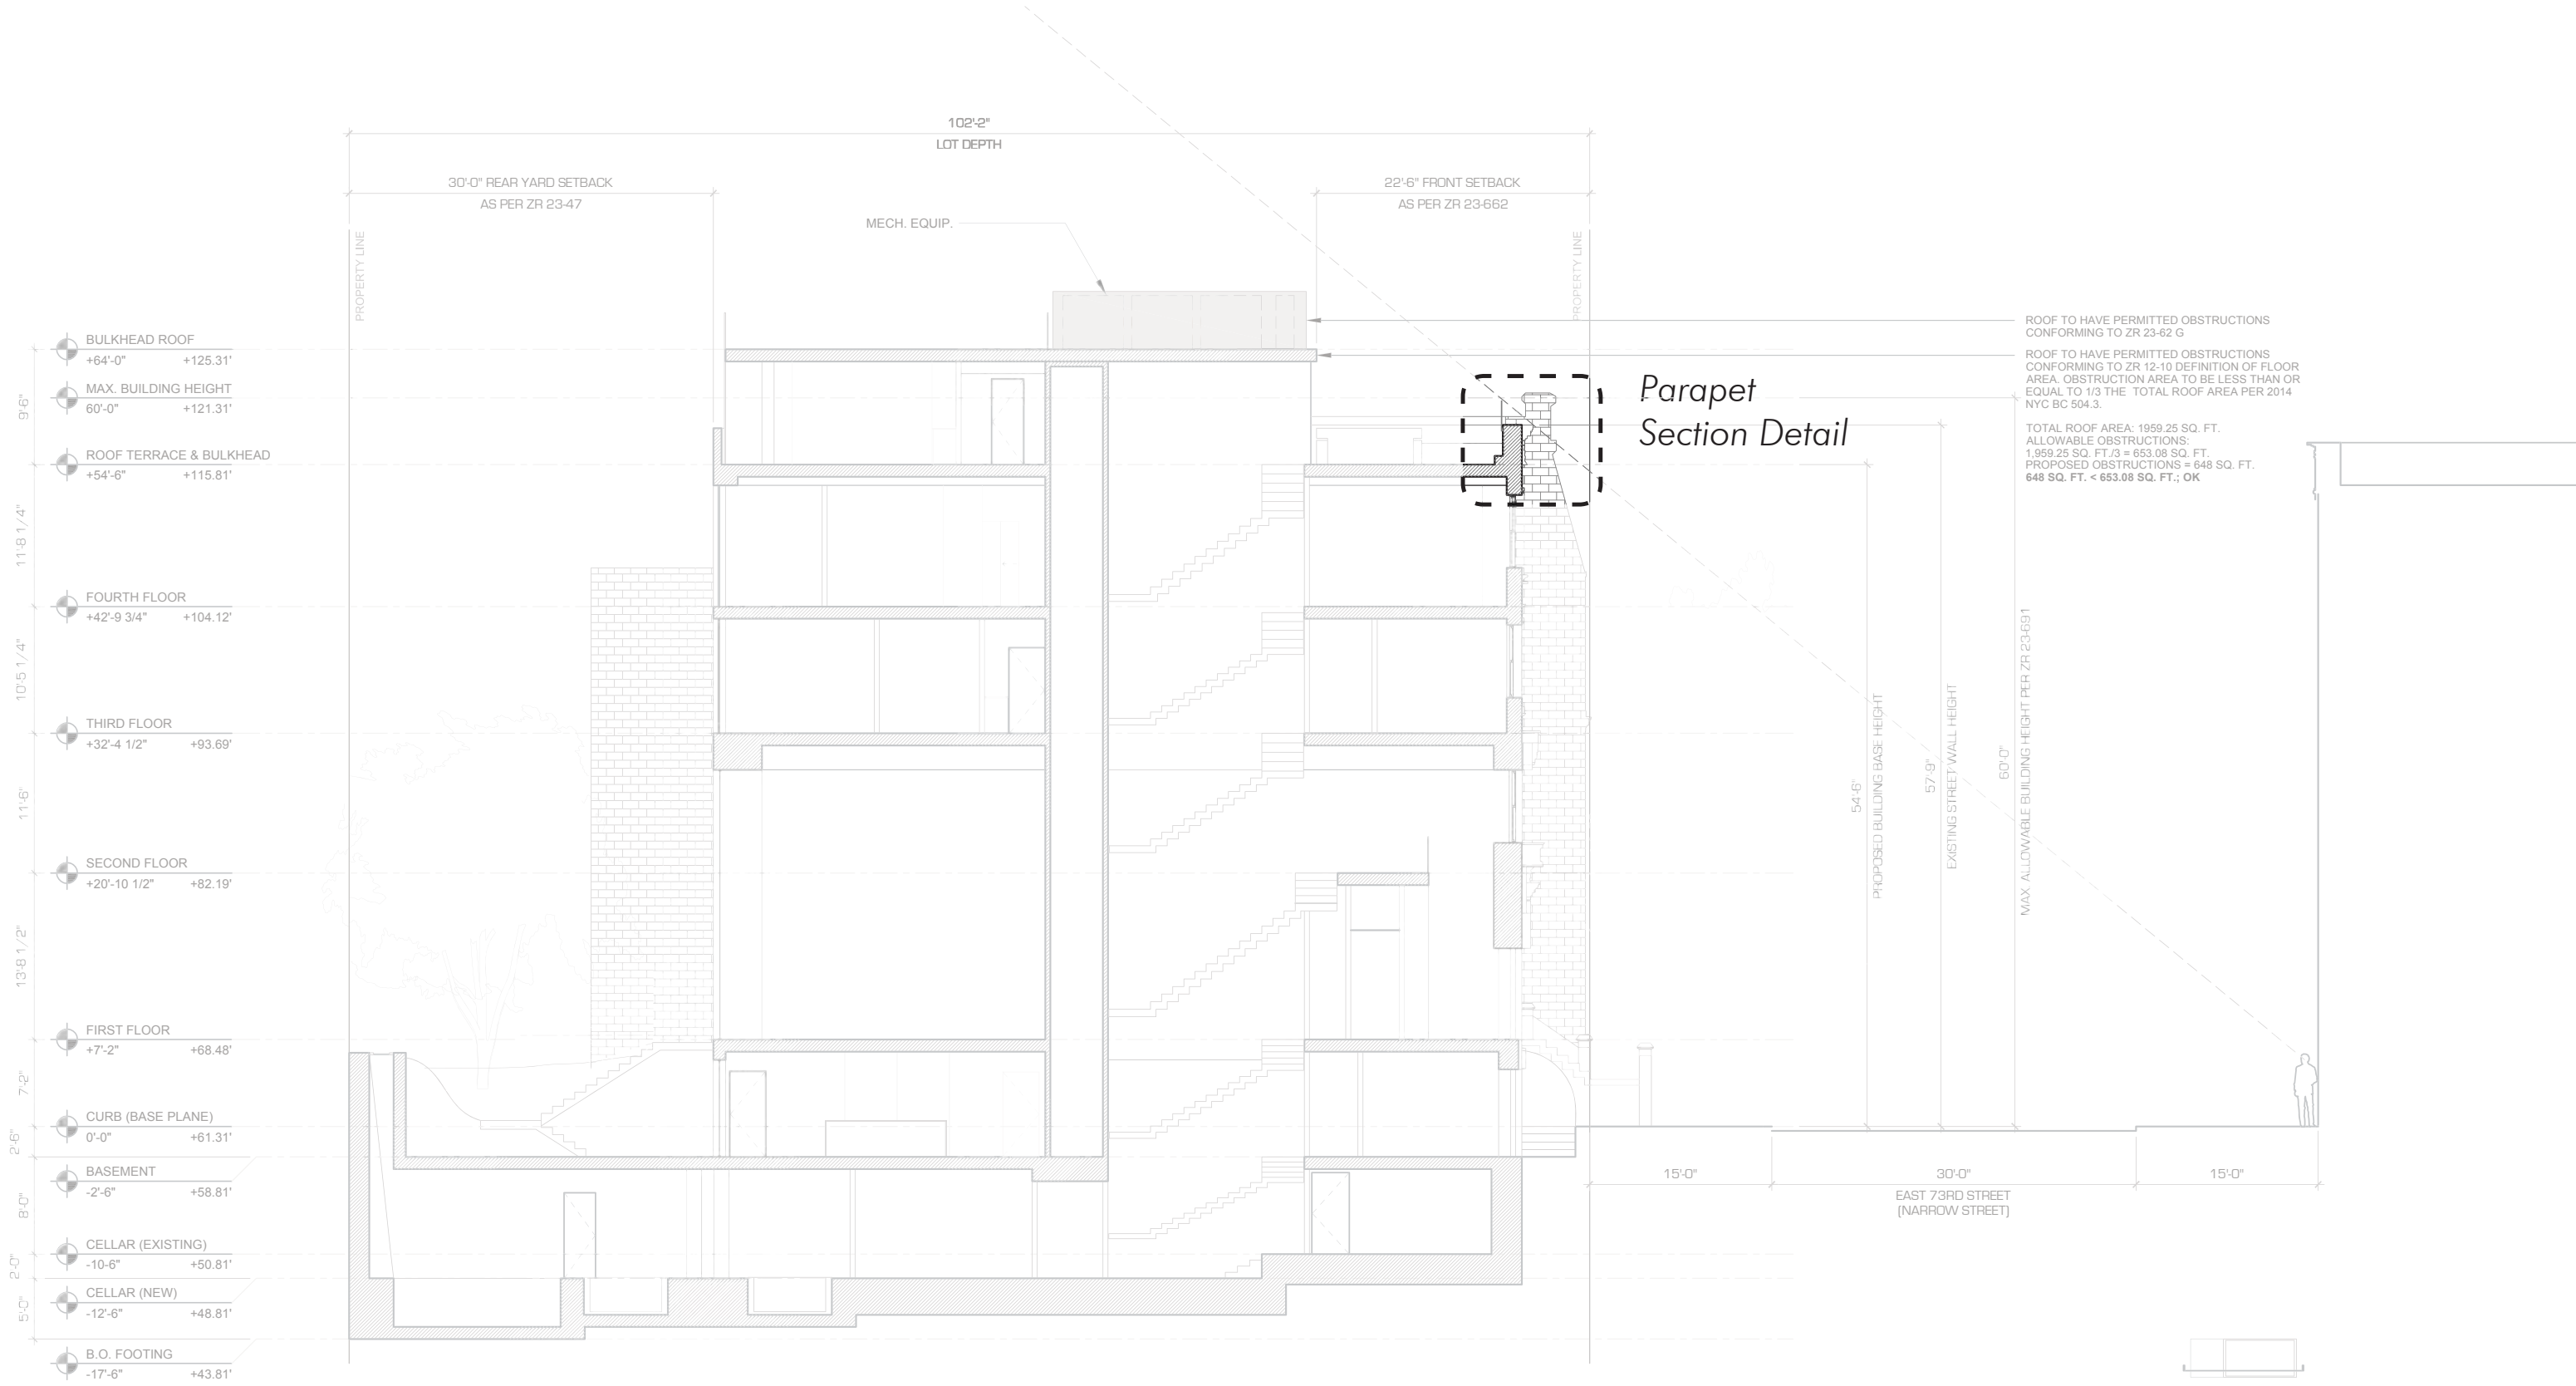 102'-2"
LOT DEPTH
30'-0" REAR YARD SETBACK
AS PER ZR 23-47
22'-6" FRONT SETBACK
AS PER ZR 23-662
MECH. EQUIP.
PROPERTY LINE
PROPERTY LINE
BULKHEAD ROOF
+64'-0" +125.31'
MAX. BUILDING HEIGHT
60'-0" +121.31'
9'-6"
ROOF TERRACE & BULKHEAD
+54'-6" +115.81'
11'-8 1/4"
FOURTH FLOOR
+42'-9 3/4" +104.12'
10'-5 1/4"
THIRD FLOOR
+32'-4 1/2" +93.69'
11'-6"
SECOND FLOOR
+20'-10 1/2" +82.19'
13'-8 1/2"
FIRST FLOOR
+7'-2" +68.48'
7'-2"
CURB (BASE PLANE)
0'-0" +61.31'
2'-6"
BASEMENT
-2'-6" +58.81'
8'-0"
CELLAR (EXISTING)
-10-6" +50.81'
2'-0"
CELLAR (NEW)
-12'-6" +48.81'
5'-0"
B.O. FOOTING
-17'-6" +43.81'
Parapet
Section Detail
ROOF TO HAVE PERMITTED OBSTRUCTIONS
CONFORMING TO ZR 23-62 G
ROOF TO HAVE PERMITTED OBSTRUCTIONS
CONFORMING TO ZR 12-10 DEFINITION OF FLOOR
AREA. OBSTRUCTION AREA TO BE LESS THAN OR
EQUAL TO 1/3 THE TOTAL ROOF AREA PER 2014
NYC BC 504.3.
TOTAL ROOF AREA: 1959.25 SQ. FT.
ALLOWABLE OBSTRUCTIONS:
1,959.25 SQ. FT./3 = 653.08 SQ. FT.
PROPOSED OBSTRUCTIONS = 648 SQ. FT.
648 SQ. FT. < 653.08 SQ. FT.; OK
54'-6"
PROPOSED BUILDING BASE HEIGHT
57'-9"
EXISTING STREET WALL HEIGHT
60'-0"
MAX. ALLOWABLE BUILDING HEIGHT PER ZR 23-691
15'-0"
30'-0"
15'-0"
EAST 73RD STREET
(NARROW STREET)